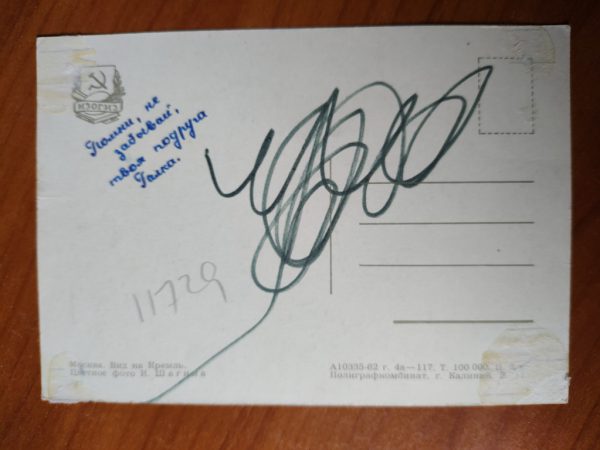 ИЗОГИЗ
Помни, не
забывай,
твоя подруга
Галка.
11729
Москва. Вид на Кремль.
Цветное фото И. Шагина
А10335-62 г. 4а—117. Т. 100 000. Ц.
Полиграфкомбинат, г. Калинин.